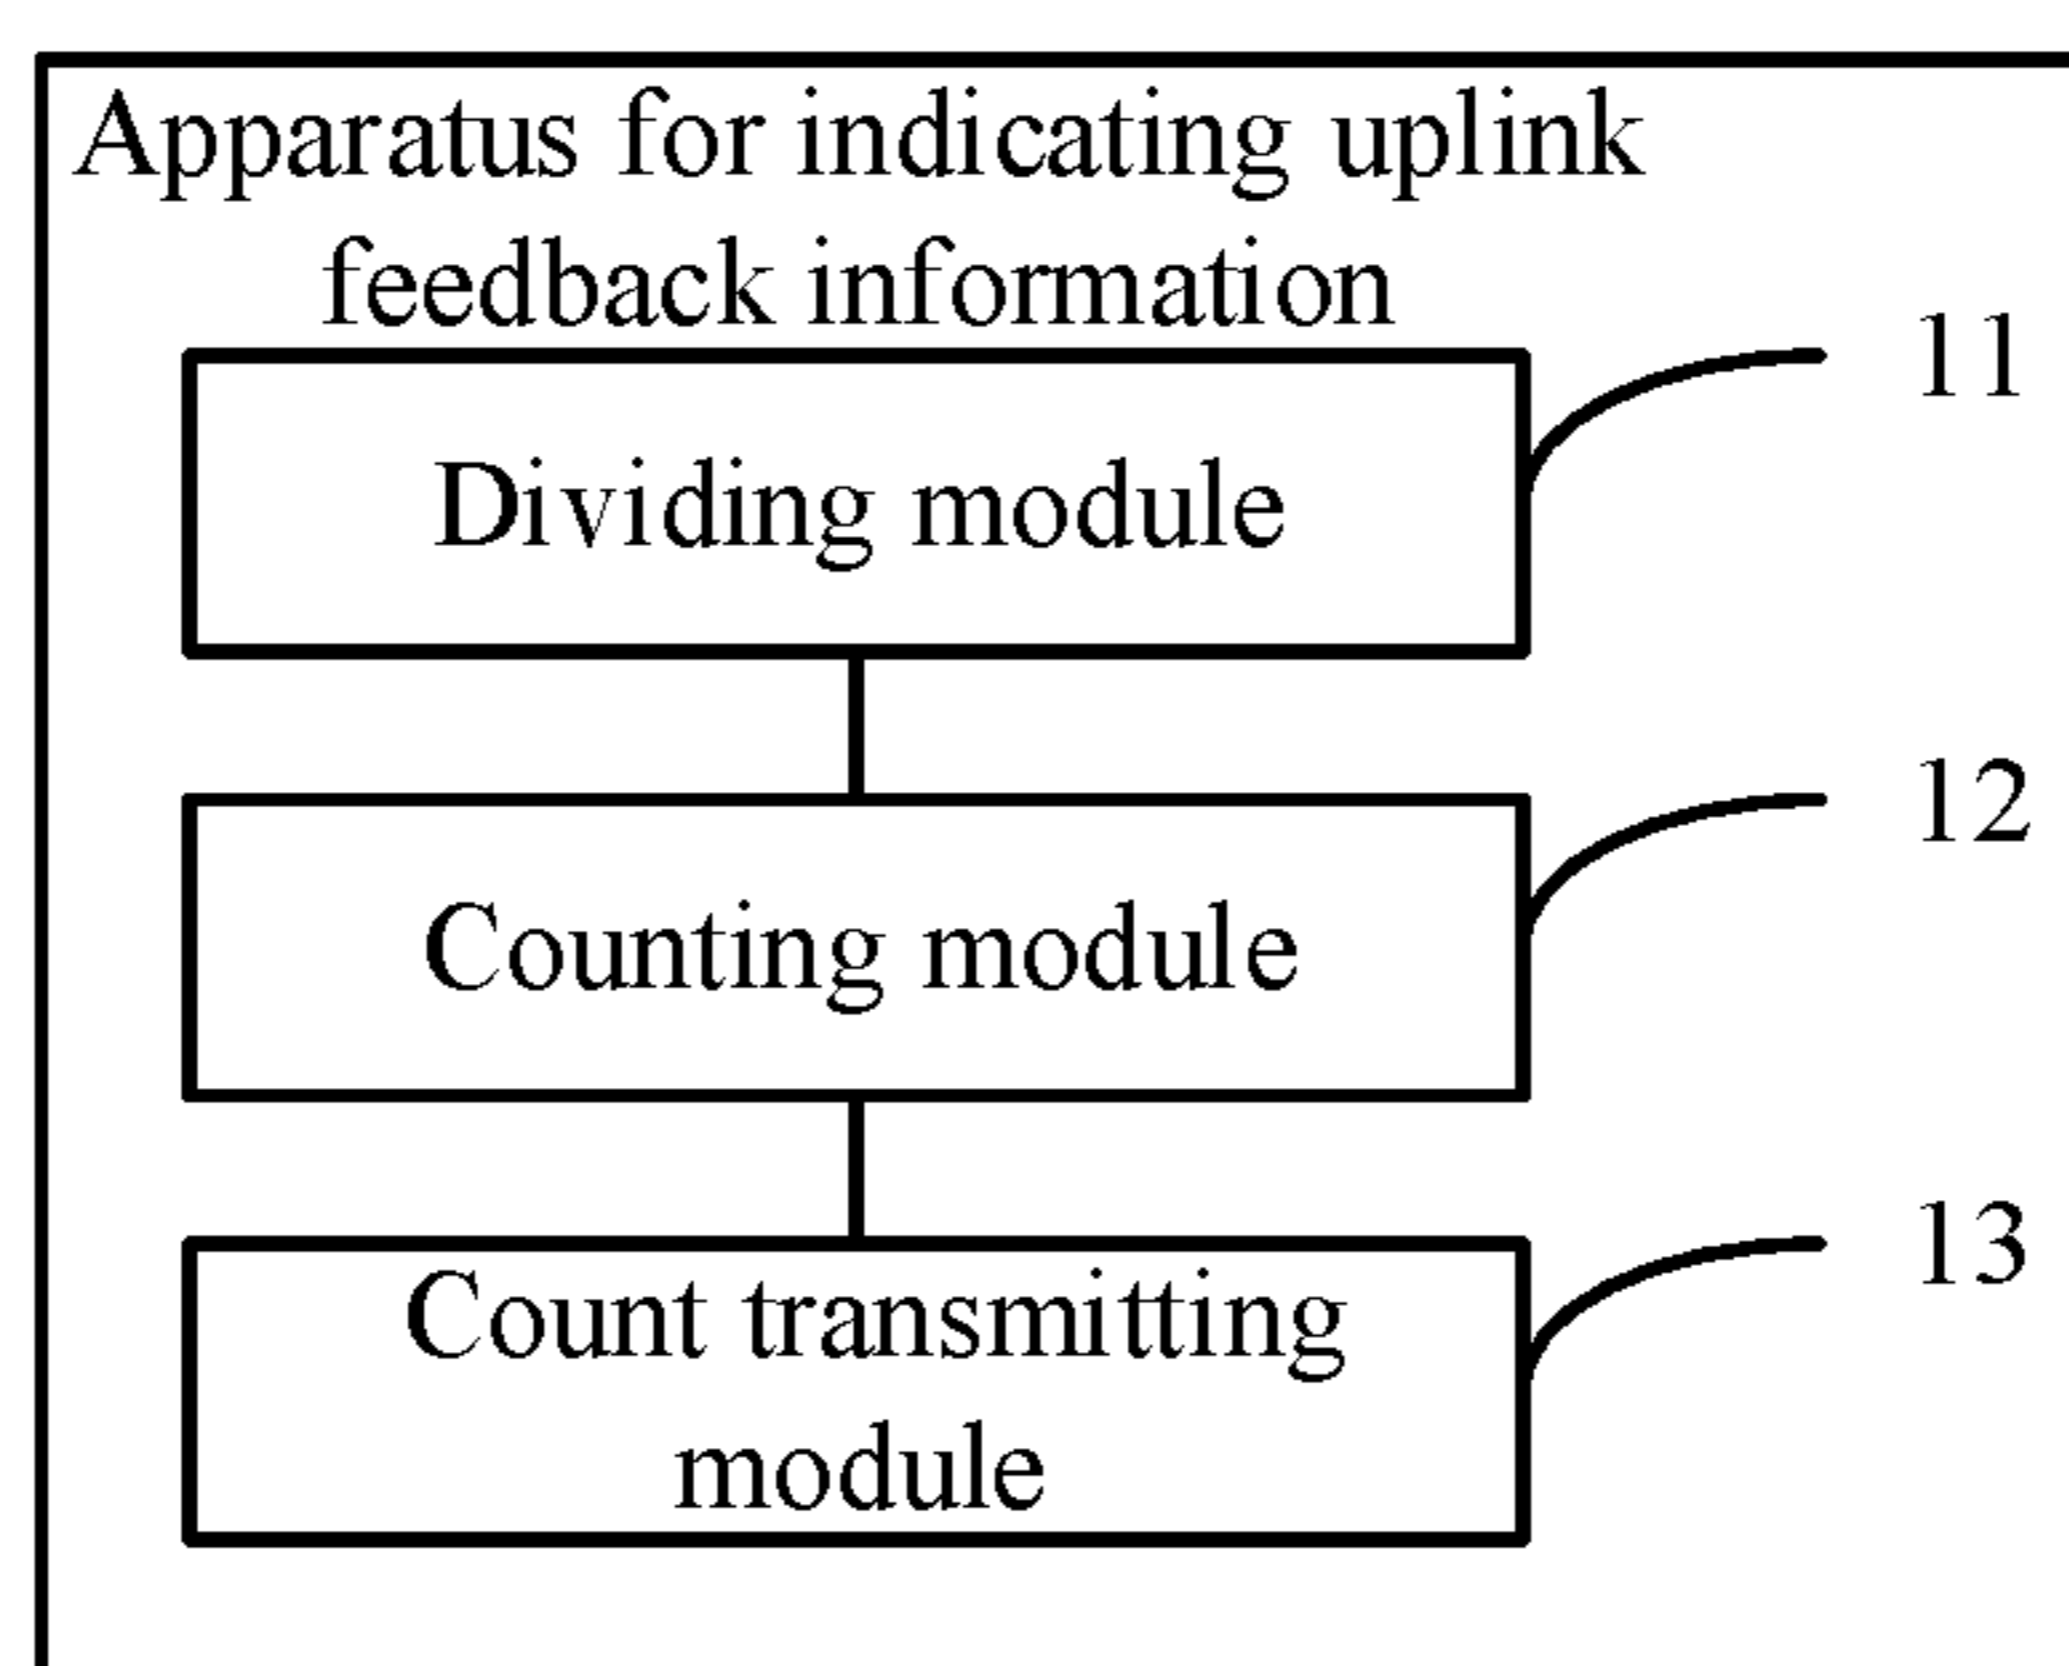 Apparatus for indicating uplink
feedback information
11
Dividing module
12
Counting module
13
Count transmitting
module